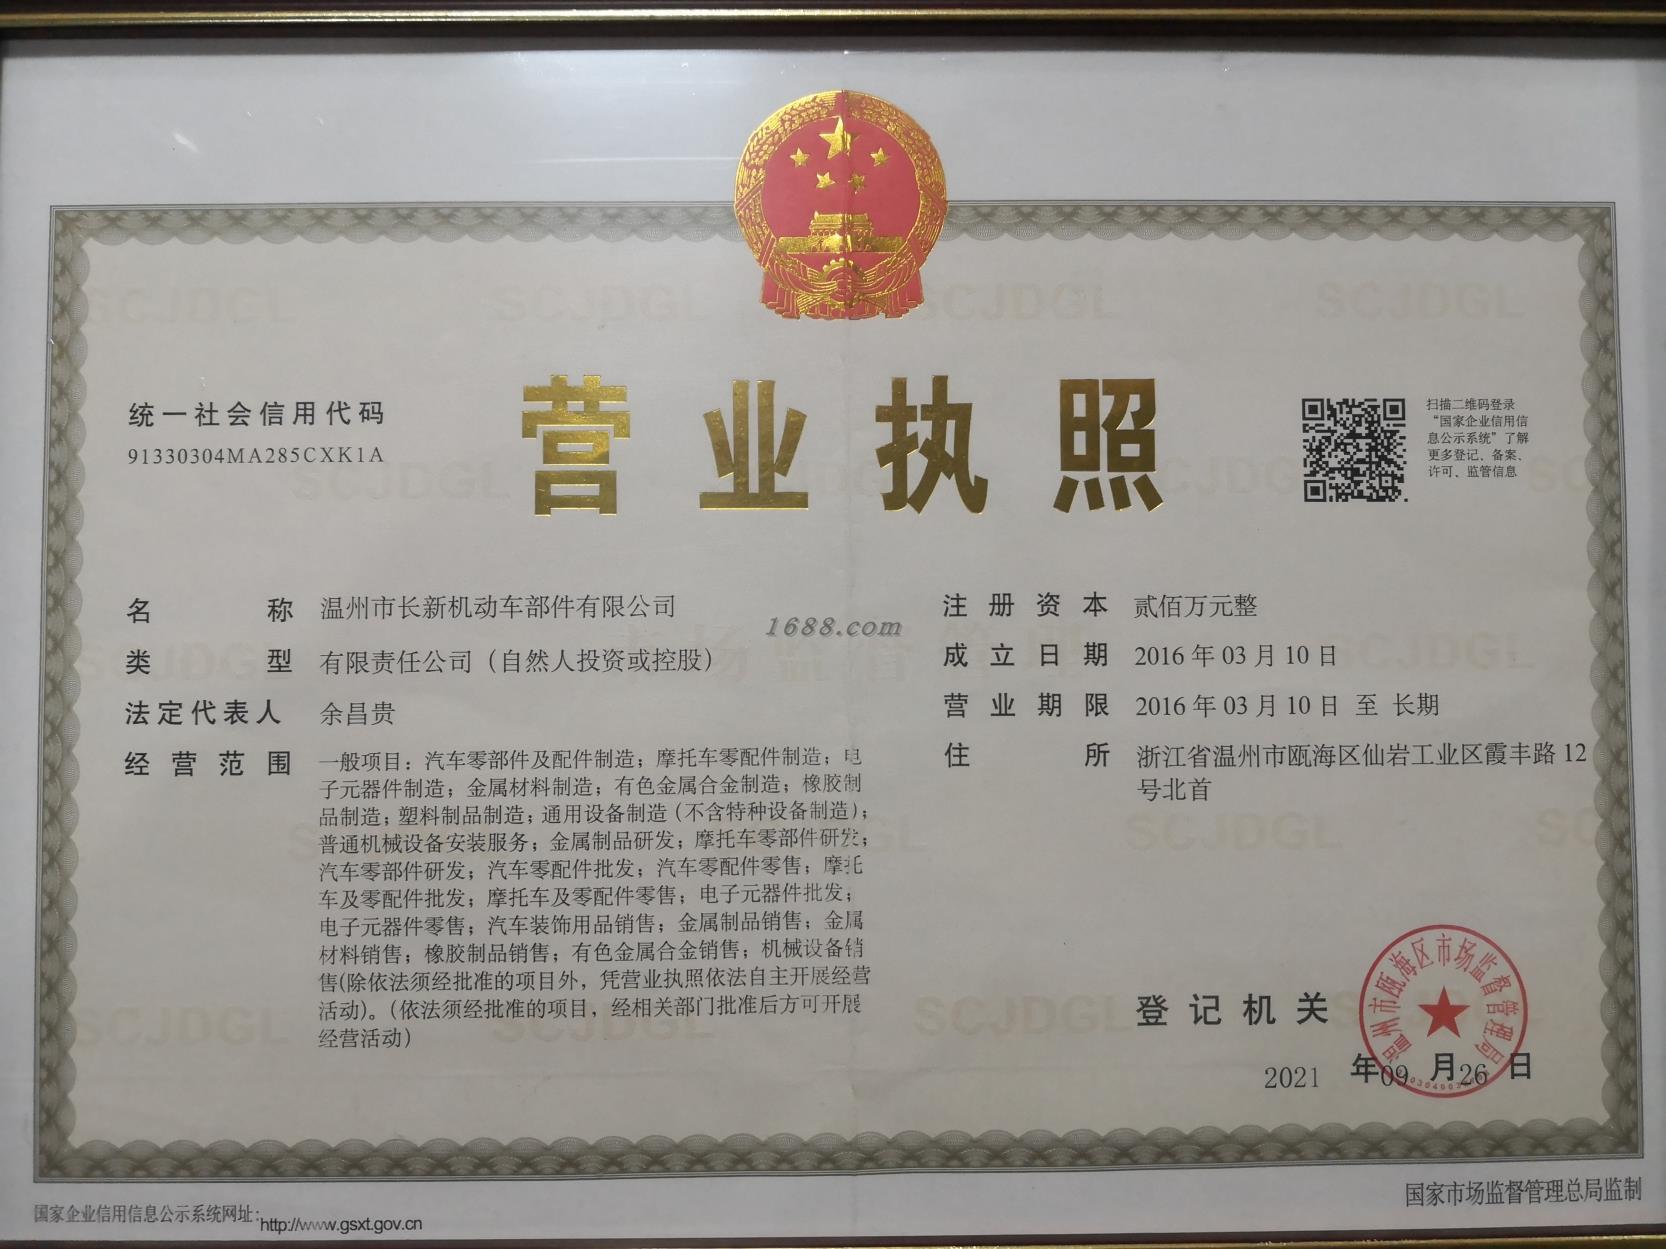 营业执照
统一社会信用代码
91330304MA285CXK1A
扫描二维码登录
“国家企业信用信
息公示系统”了解
更多登记、备案、
许可、监管信息
名称 温州市长新机动车部件有限公司
类型 有限责任公司（自然人投资或控股）
法定代表人 余昌贵
经营范围 一般项目：汽车零部件及配件制造；摩托车零配件制造；电
子元器件制造；金属材料制造；有色金属合金制造；橡胶制
品制造；塑料制品制造；通用设备制造（不含特种设备制造）；
普通机械设备安装服务；金属制品研发；摩托车零部件研发；
汽车零部件研发；汽车零配件批发；汽车零配件零售；摩托
车及零配件批发；摩托车及零配件零售；电子元器件批发；
电子元器件零售；汽车装饰用品销售；金属制品销售；金属
材料销售；橡胶制品销售；有色金属合金销售；机械设备销
售(除依法须经批准的项目外，凭营业执照依法自主开展经营
活动)。（依法须经批准的项目，经相关部门批准后方可开展
经营活动）
注册资本 贰佰万元整
成立日期 2016年03月10日
营业期限 2016年03月10日 至 长期
住所 浙江省温州市瓯海区仙岩工业区霞丰路12
号北首
1688.com
登记机关
温州市瓯海区市场监督管理局
2021 年09 月26 日
国家企业信用信息公示系统网址：http://www.gsxt.gov.cn
国家市场监督管理总局监制